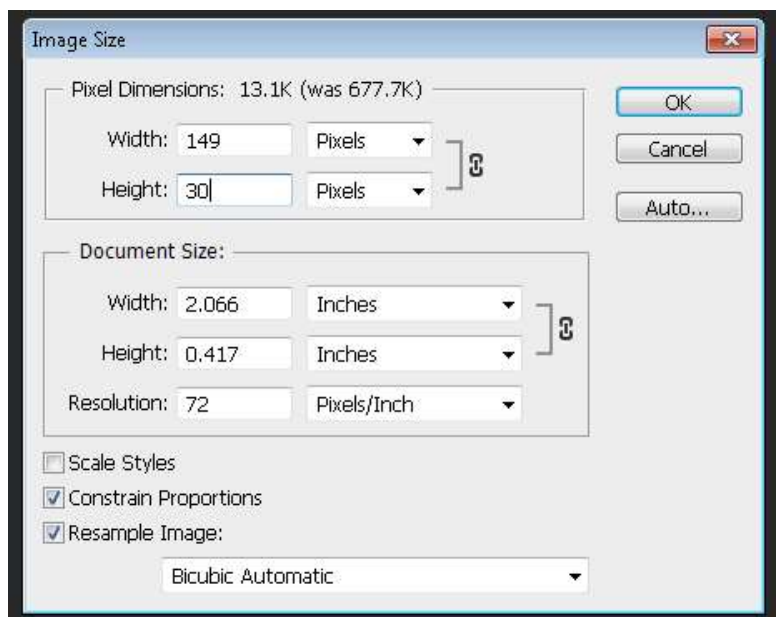 Image Size
Pixel Dimensions: 13.1K (was 677.7K)
OK
Width: 149 Pixels
Cancel
Height: 30 Pixels
Auto...
Document Size:
Width: 2.066 Inches
Height: 0.417 Inches
Resolution: 72 Pixels/Inch
Scale Styles
Constrain Proportions
Resample Image:
Bicubic Automatic